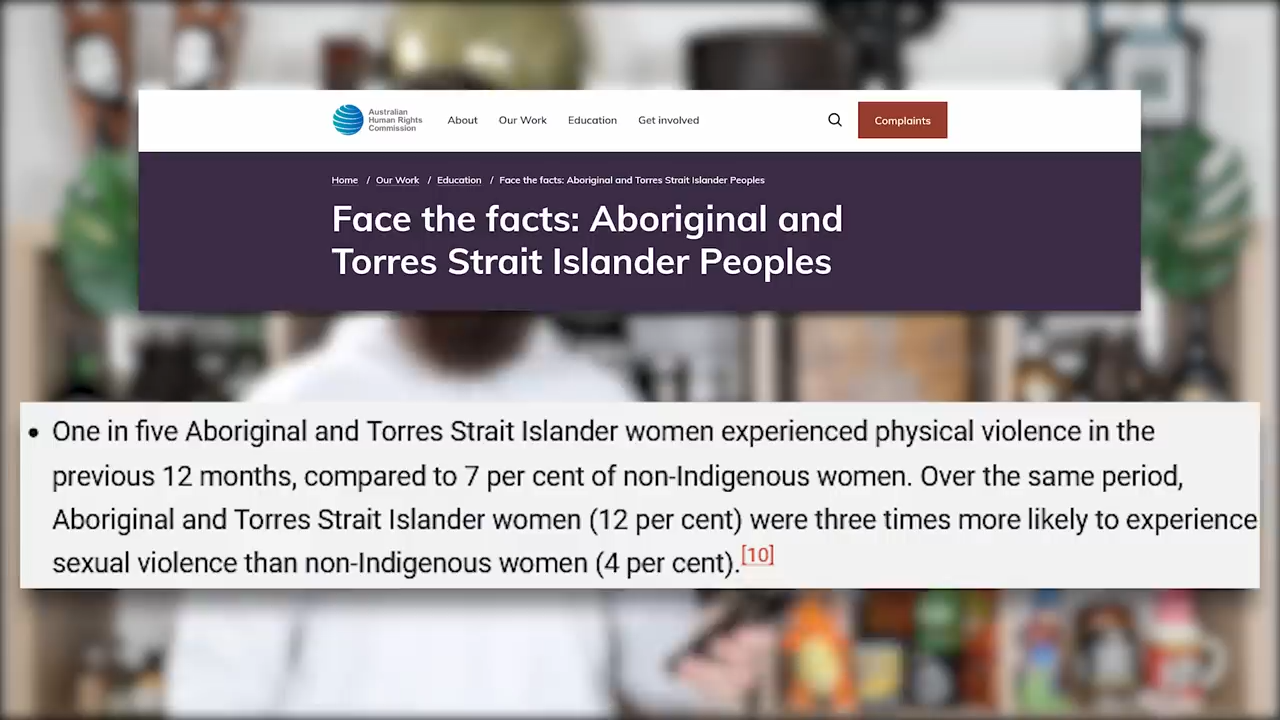 Australian
Human Rights
Commission
About Our Work Education Get involved
Complaints
Home / Our Work / Education / Face the facts: Aboriginal and Torres Strait Islander Peoples
Face the facts: Aboriginal and
Torres Strait Islander Peoples
• One in five Aboriginal and Torres Strait Islander women experienced physical violence in the
previous 12 months, compared to 7 per cent of non-Indigenous women. Over the same period,
Aboriginal and Torres Strait Islander women (12 per cent) were three times more likely to experience
sexual violence than non-Indigenous women (4 per cent).[10]